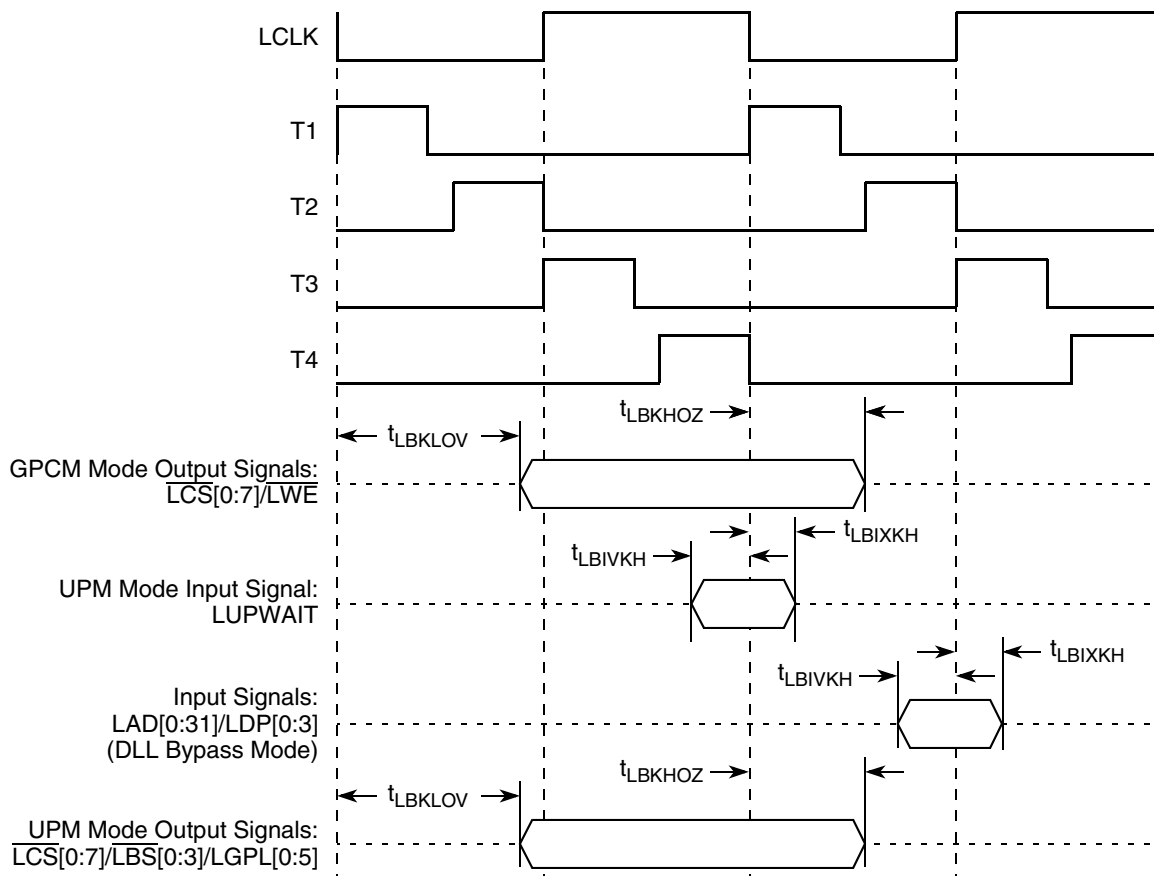 LCLK
T1
T2
T3
T4
tLBKHOZ
tLBKLOV
GPCM Mode Output Signals:
LCS[0:7]/LWE
tLBIXKH
tLBIVKH
UPM Mode Input Signal:
LUPWAIT
tLBIXKH
tLBIVKH
Input Signals:
LAD[0:31]/LDP[0:3]
(DLL Bypass Mode)
tLBKHOZ
tLBKLOV
UPM Mode Output Signals:
LCS[0:7]/LBS[0:3]/LGPL[0:5]